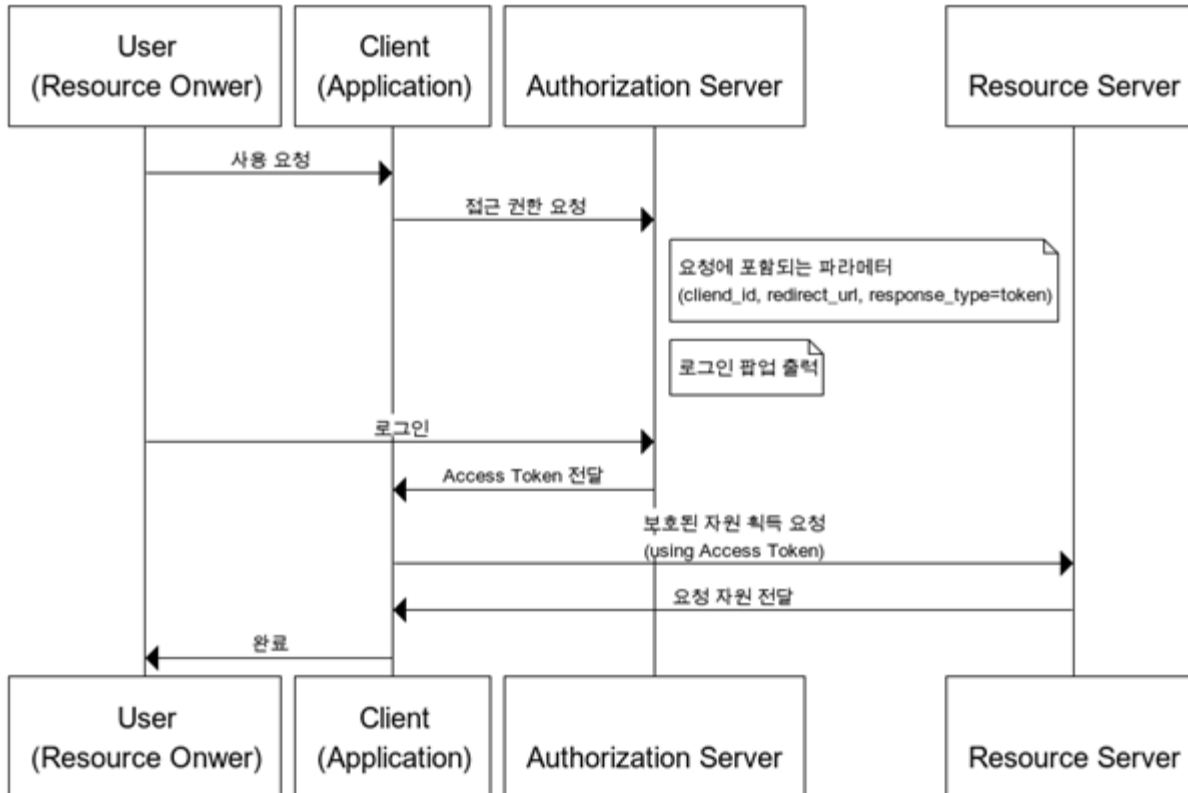 User
(Resource Onwer)
Client
(Application)
Authorization Server
Resource Server
사용 요청
접근 권한 요청
요청에 포함되는 파라메터
(cliend_id, redirect_url, response_type=token)
로그인 팝업 출력
로그인
Access Token 전달
보호된 자원 획득 요청
(using Access Token)
요청 자원 전달
완료
User
(Resource Onwer)
Client
(Application)
Authorization Server
Resource Server